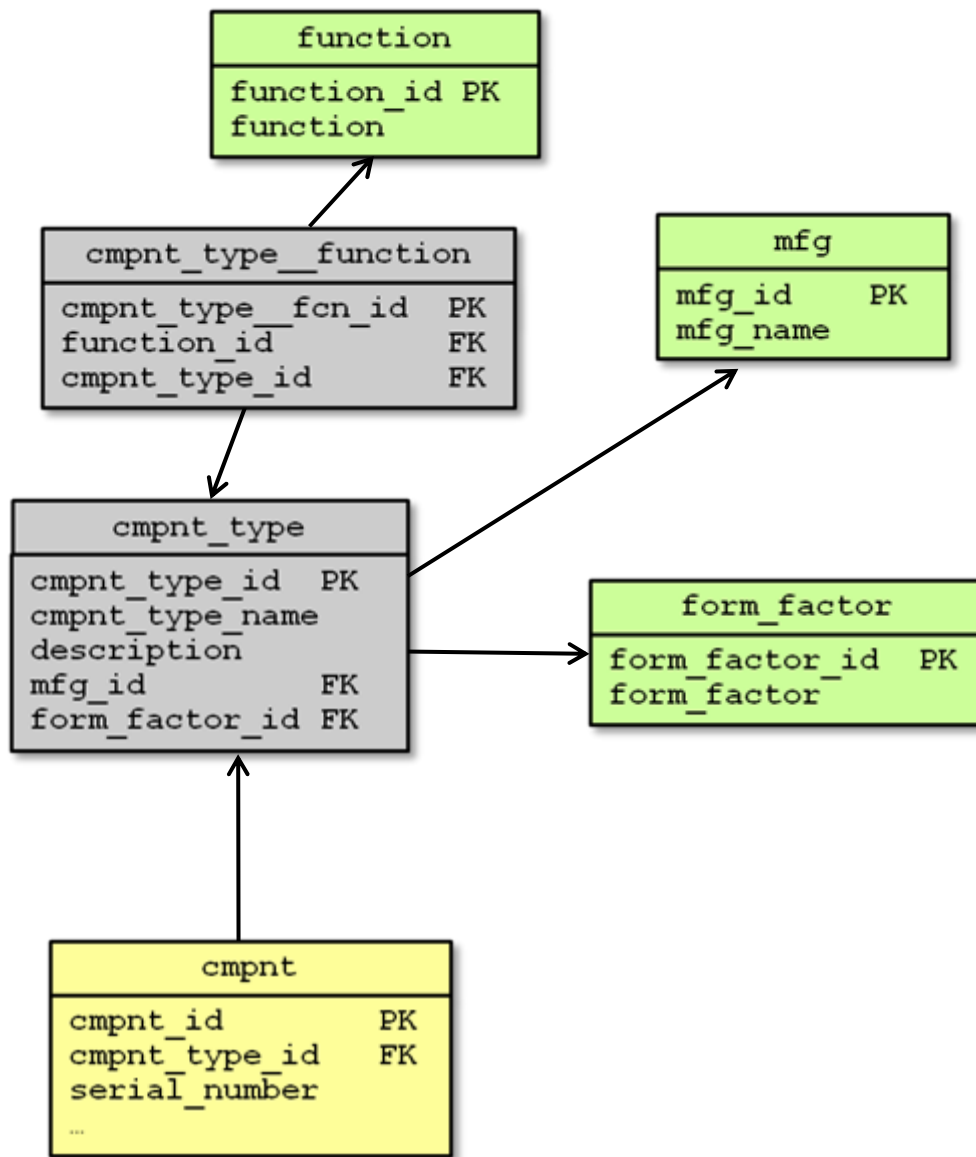 function
function_id PK
function
cmpnt_type__function
cmpnt_type__fcn_id PK
function_id FK
cmpnt_type_id FK
mfg
mfg_id PK
mfg_name
cmpnt_type
cmpnt_type_id PK
cmpnt_type_name
description
mfg_id FK
form_factor_id FK
form_factor
form_factor_id PK
form_factor
cmpnt
cmpnt_id PK
cmpnt_type_id FK
serial_number
…